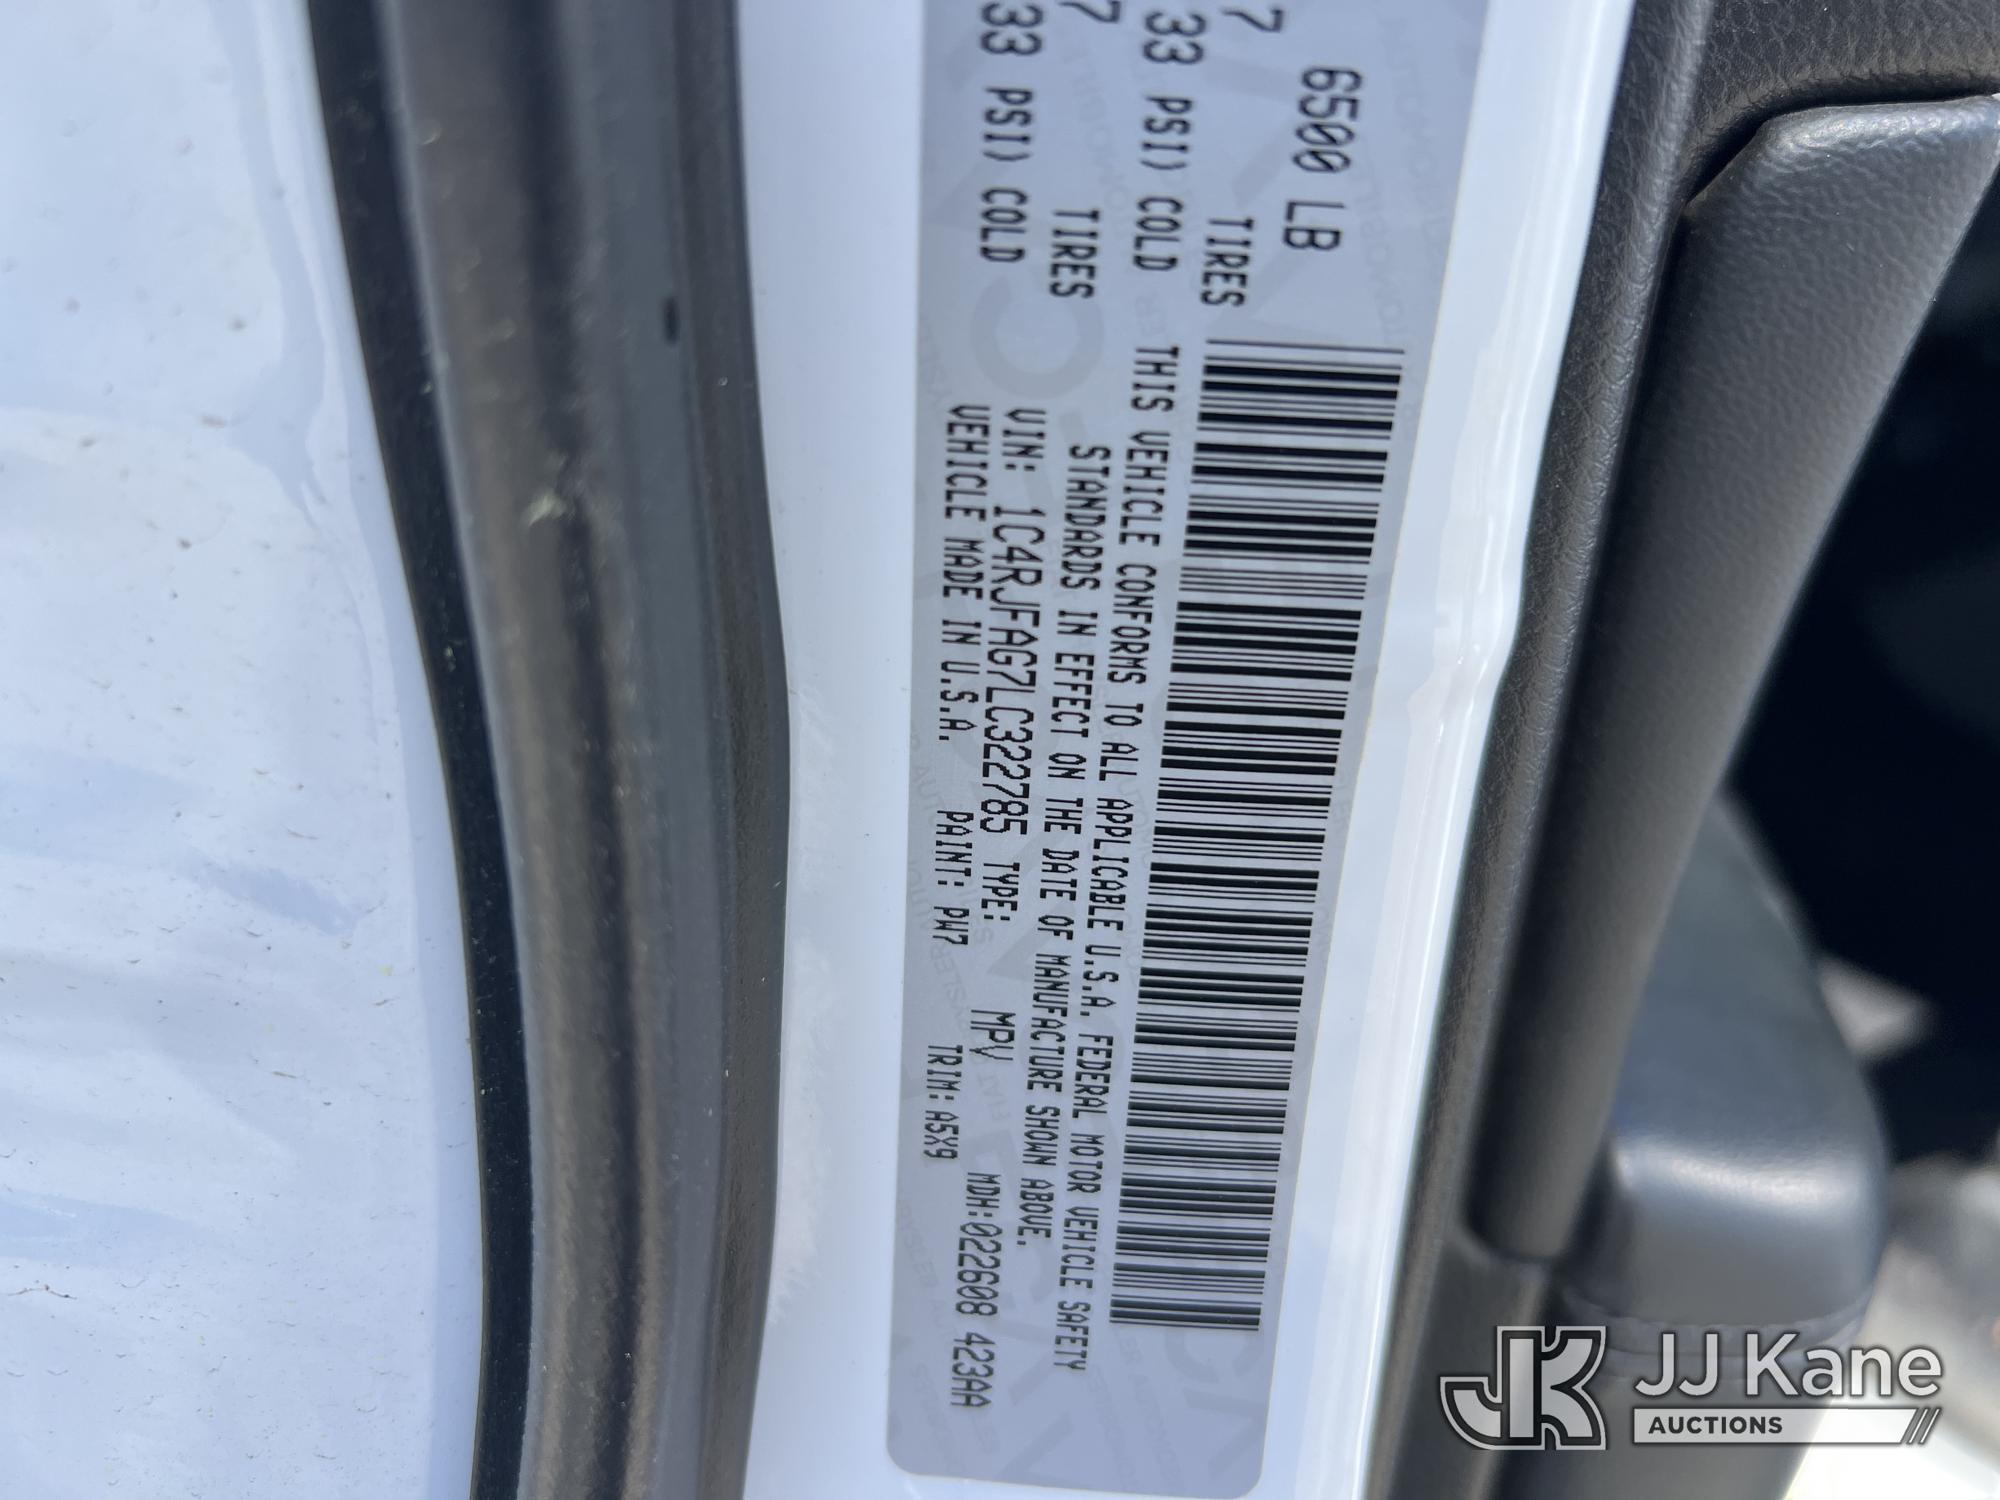 6500 LB
7 TIRES
33 PSI) COLD
7 TIRES
33 PSI) COLD
THIS VEHICLE CONFORMS TO ALL APPLICABLE U.S.A. FEDERAL MOTOR VEHICLE SAFETY
STANDARDS IN EFFECT ON THE DATE OF MANUFACTURE SHOWN ABOVE.
VIN: 1C4RJFAG7LC322785 TYPE: MPV MDH:022608 423AA
VEHICLE MADE IN U.S.A. PAINT: PW7 TRIM: A5X9
JJ Kane
AUCTIONS